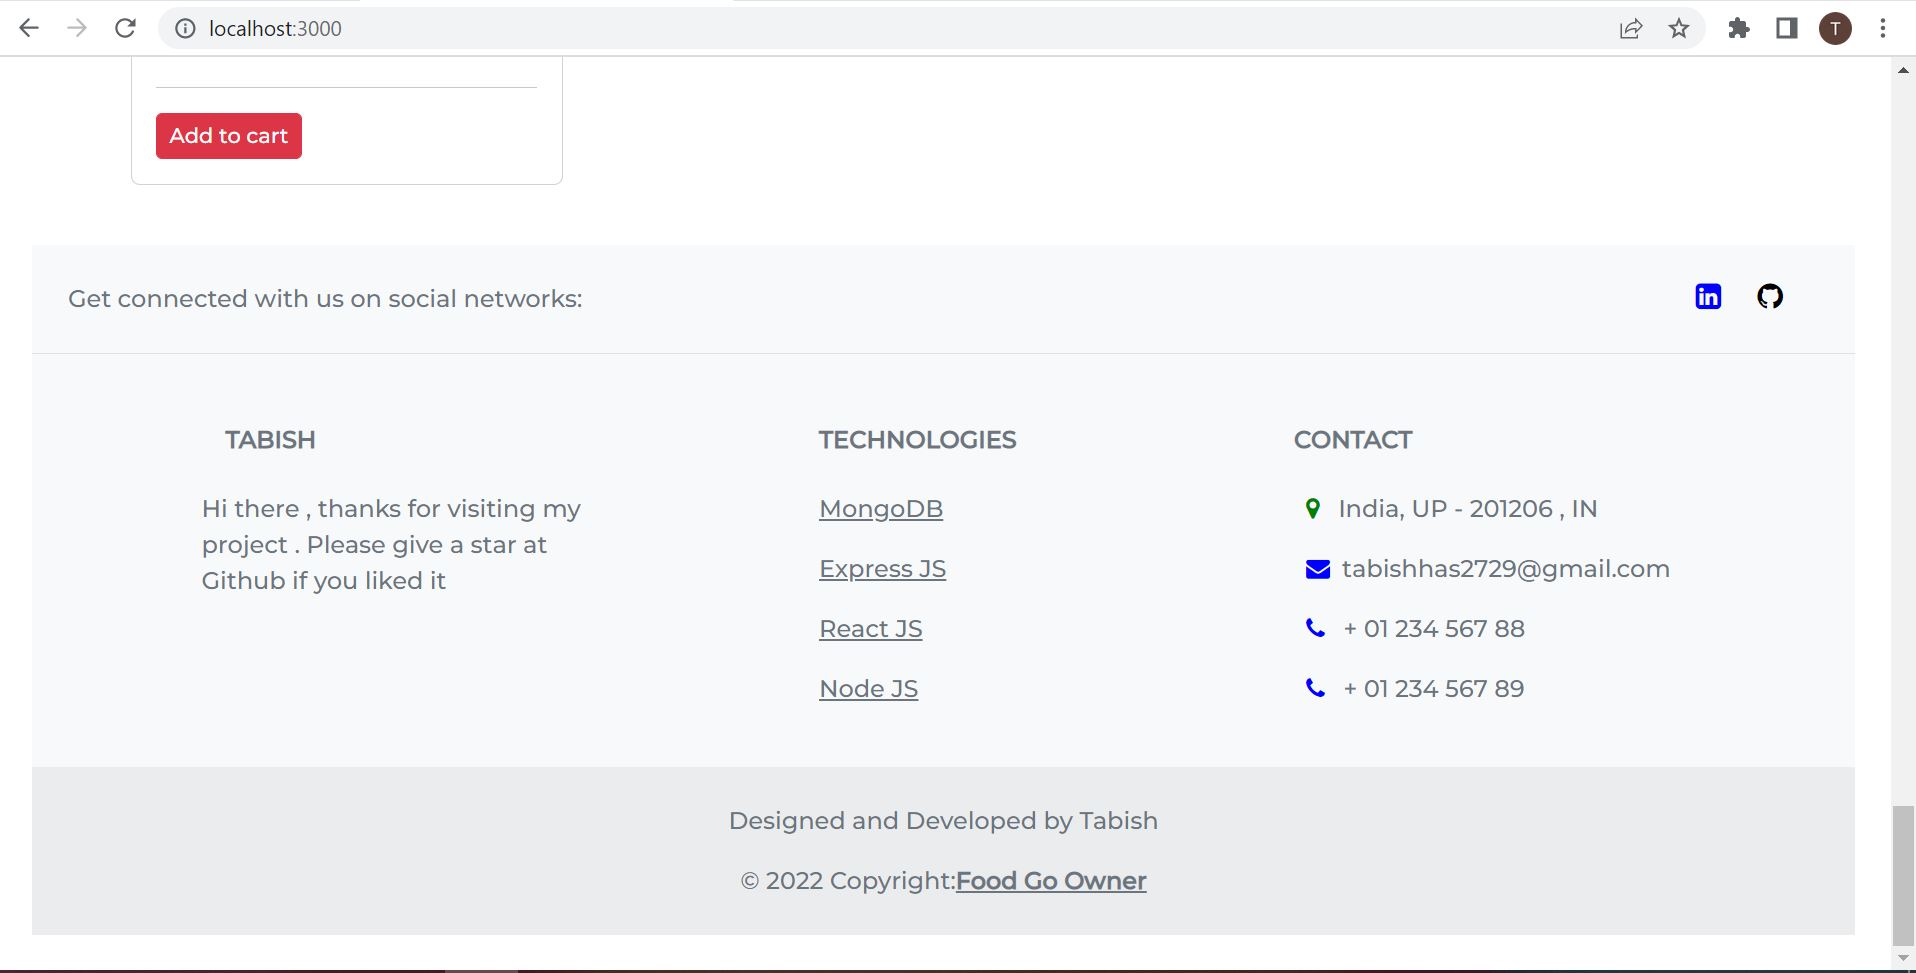 localhost:3000
T
Add to cart
Get connected with us on social networks:
in
TABISH
Hi there , thanks for visiting my
project . Please give a star at
Github if you liked it
TECHNOLOGIES
MongoDB
Express JS
React JS
Node JS
CONTACT
India, UP - 201206 , IN
tabishhas2729@gmail.com
+ 01 234 567 88
+ 01 234 567 89
Designed and Developed by Tabish
© 2022 Copyright:Food Go Owner